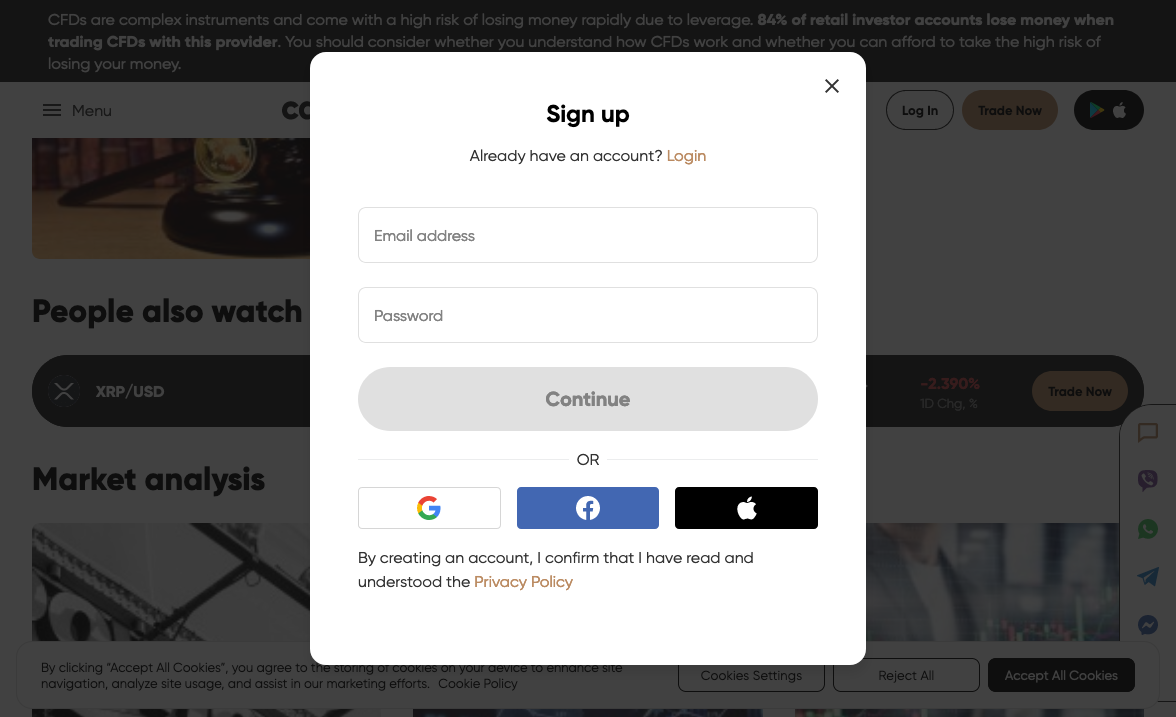 CFDs are complex instruments and come with a high risk of losing money rapidly due to leverage. 84% of retail investor accounts lose money when
trading CFDs with this provider. You should consider whether you understand how CFDs work and whether you can afford to take the high risk of
losing your money.
Menu
Log In
Trade Now
Sign up
Already have an account? Login
Email address
Password
Continue
OR
By creating an account, I confirm that I have read and
understood the Privacy Policy
People also watch
XRP/USD
-2.390%
1D Chg, %
Trade Now
Market analysis
By clicking “Accept All Cookies”, you agree to the storing of cookies on your device to enhance site
navigation, analyze site usage, and assist in our marketing efforts. Cookie Policy
Cookies Settings
Reject All
Accept All Cookies